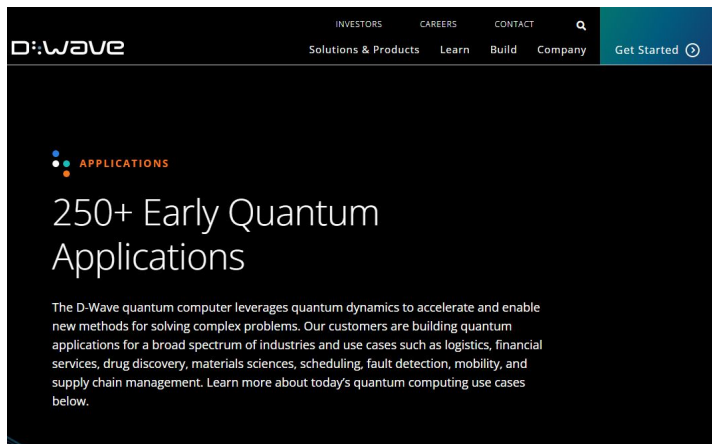 INVESTORS CAREERS CONTACT
D:Wave
Solutions & Products Learn Build Company Get Started
APPLICATIONS
250+ Early Quantum
Applications
The D-Wave quantum computer leverages quantum dynamics to accelerate and enable
new methods for solving complex problems. Our customers are building quantum
applications for a broad spectrum of industries and use cases such as logistics, financial
services, drug discovery, materials sciences, scheduling, fault detection, mobility, and
supply chain management. Learn more about today’s quantum computing use cases
below.